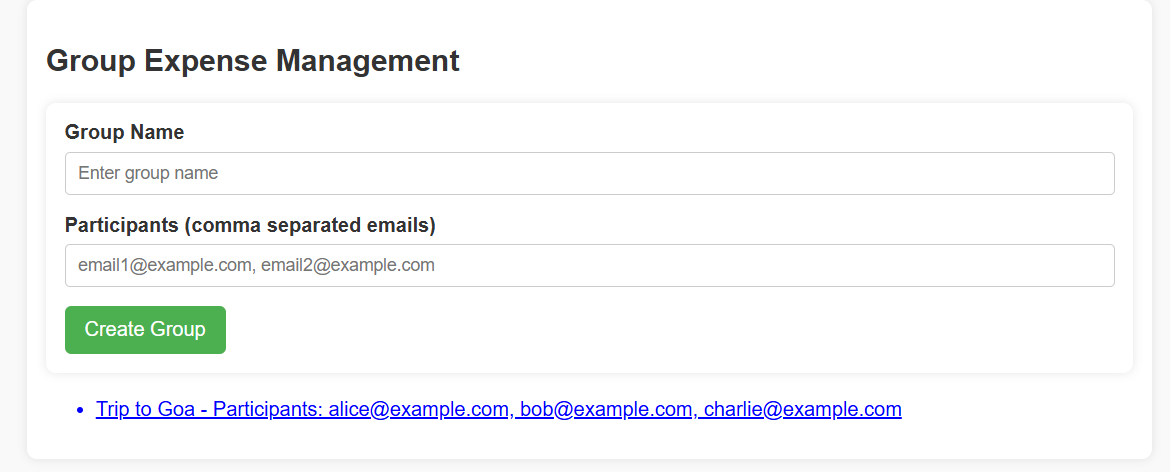 Group Expense Management
Group Name
Enter group name
Participants (comma separated emails)
email1@example.com, email2@example.com
Create Group
Trip to Goa - Participants: alice@example.com, bob@example.com, charlie@example.com